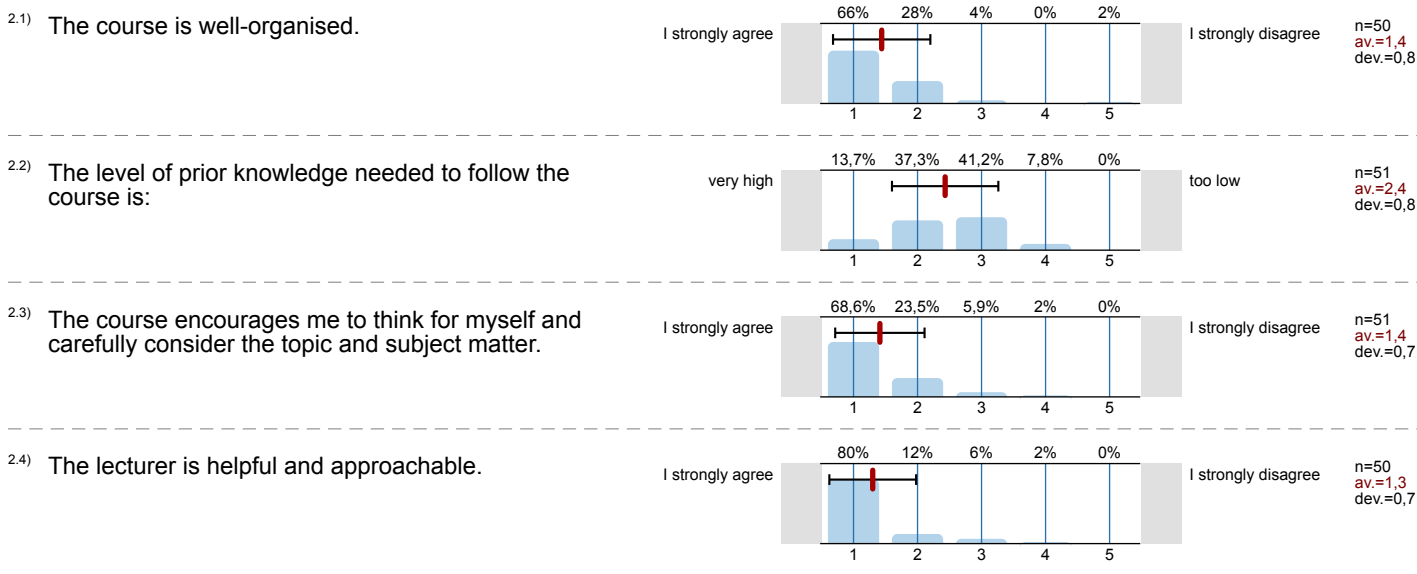 2.1) The course is well-organised.
66% 28% 4% 0% 2%
I strongly agree
I strongly disagree
n=50
av.=1,4
dev.=0,8
1 2 3 4 5
2.2) The level of prior knowledge needed to follow the
course is:
13,7% 37,3% 41,2% 7,8% 0%
very high
too low
n=51
av.=2,4
dev.=0,8
1 2 3 4 5
2.3) The course encourages me to think for myself and
carefully consider the topic and subject matter.
68,6% 23,5% 5,9% 2% 0%
I strongly agree
I strongly disagree
n=51
av.=1,4
dev.=0,7
1 2 3 4 5
2.4) The lecturer is helpful and approachable.
80% 12% 6% 2% 0%
I strongly agree
I strongly disagree
n=50
av.=1,3
dev.=0,7
1 2 3 4 5